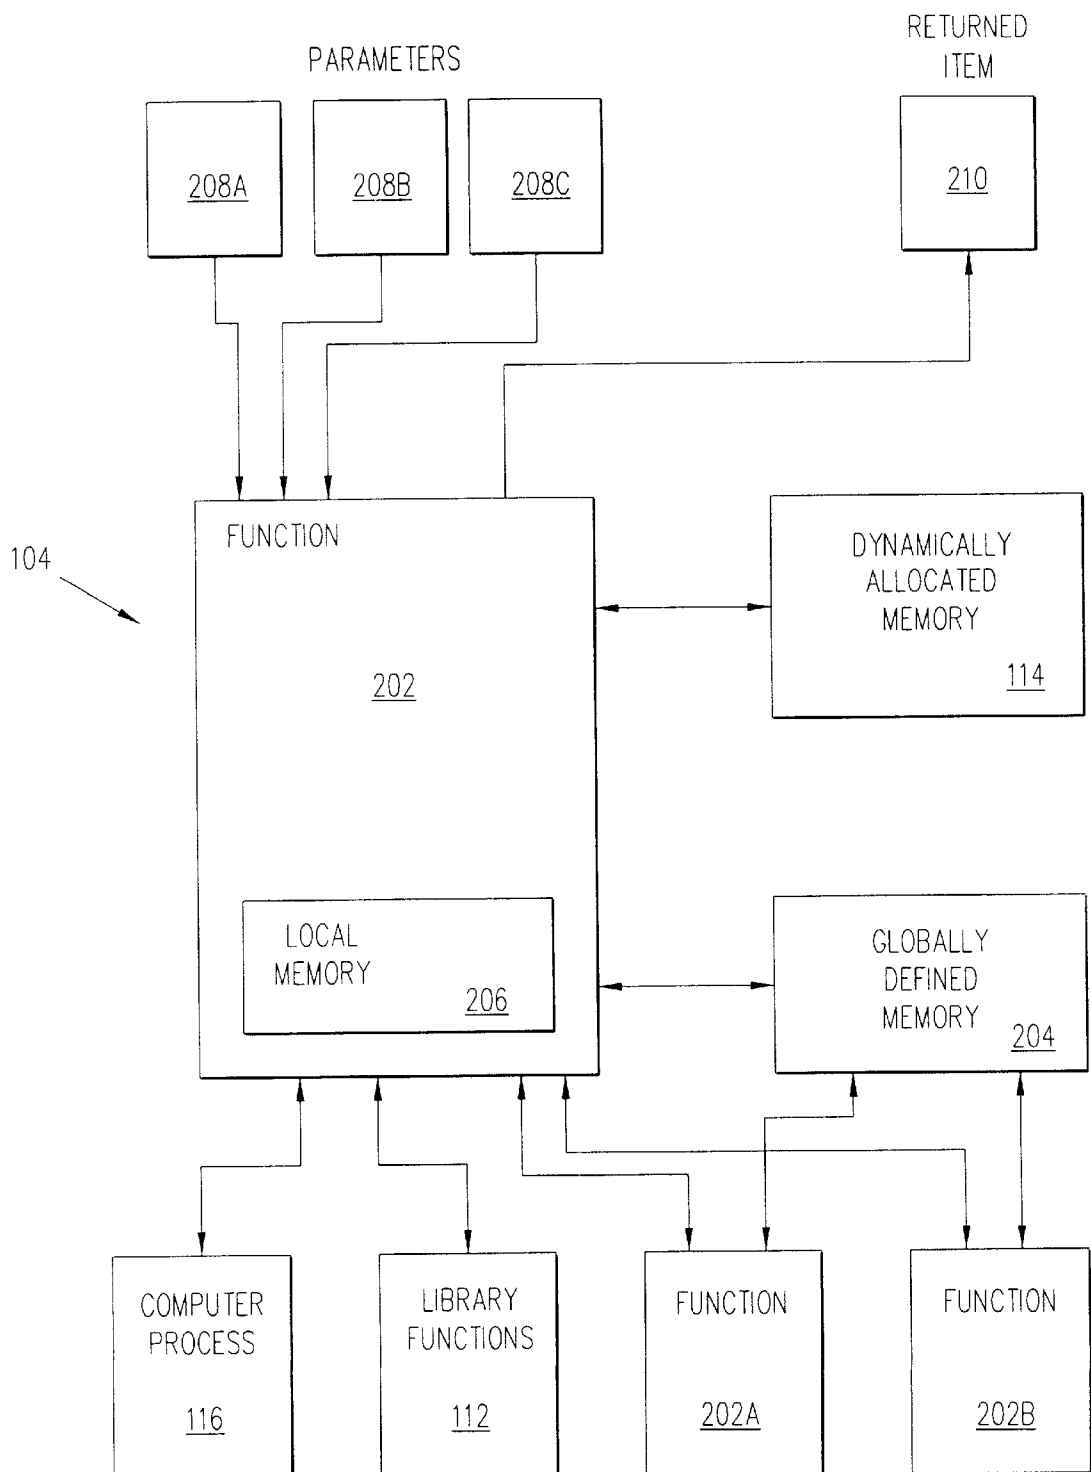 PARAMETERS
RETURNED
ITEM
208A
208B
208C
210
FUNCTION
202
104
DYNAMICALLY
ALLOCATED
MEMORY
114
LOCAL
MEMORY
206
GLOBALLY
DEFINED
MEMORY
204
COMPUTER
PROCESS
116
LIBRARY
FUNCTIONS
112
FUNCTION
202A
FUNCTION
202B